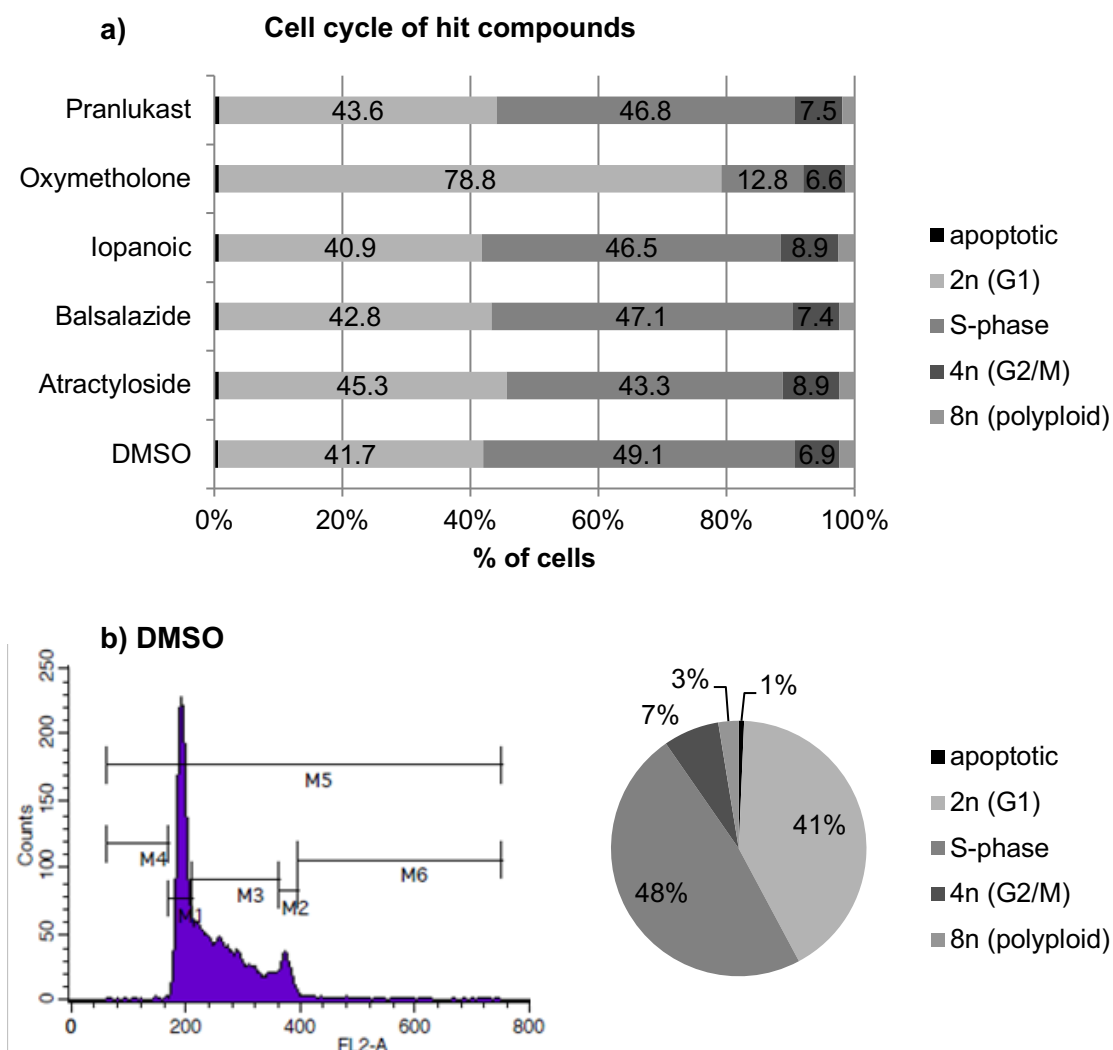 a) Cell cycle of hit compounds
Pranlukast 43.6 46.8 7.5
Oxymetholone 78.8 12.8 6.6
Iopanoic 40.9 46.5 8.9
Balsalazide 42.8 47.1 7.4
Atractyloside 45.3 43.3 8.9
DMSO 41.7 49.1 6.9
0% 20% 40% 60% 80% 100%
% of cells
apoptotic
2n (G1)
S-phase
4n (G2/M)
8n (polyploid)
b) DMSO
Counts
250
200
150
100
50
0
M5
M4
M3
M2
M6
0 200 400 600 800
FL2-A
3% 1%
7%
41%
48%
apoptotic
2n (G1)
S-phase
4n (G2/M)
8n (polyploid)